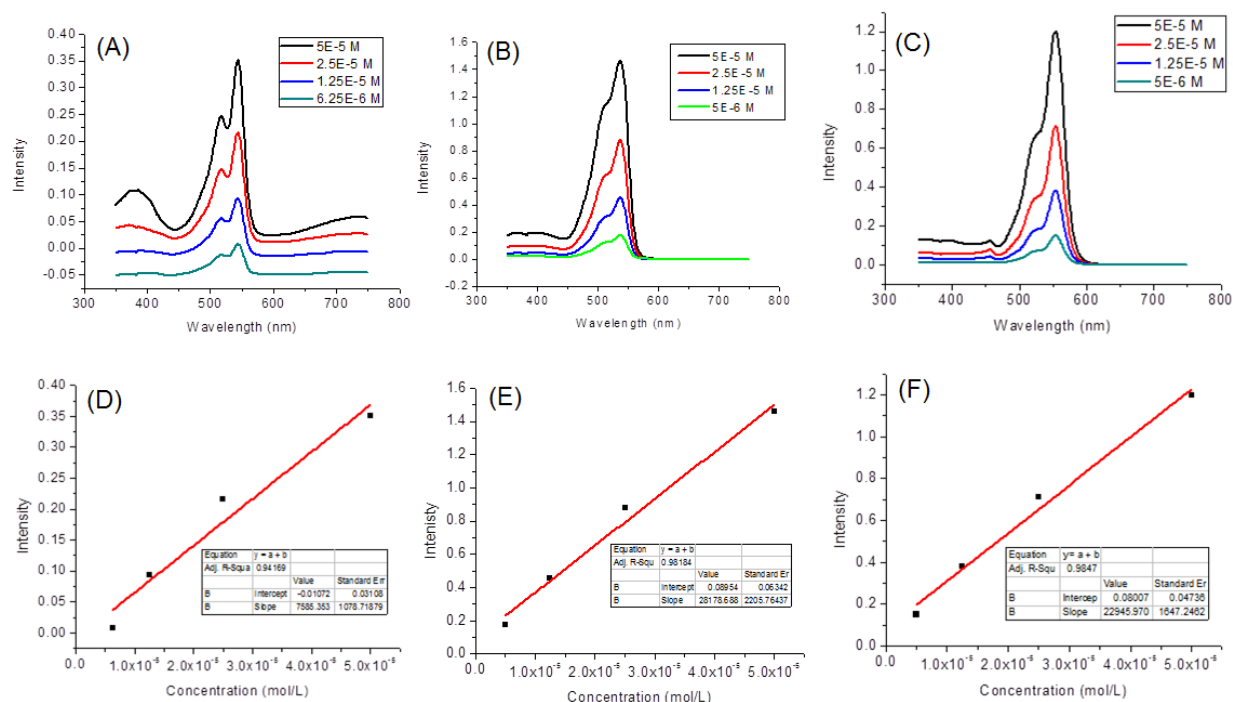 (A)
5E-5 M
2.5E-5 M
1.25E-5 M
6.25E-6 M
0.40
0.35
0.30
0.25
0.20
0.15
0.10
0.05
0.00
-0.05
Intensity
300 400 500 600 700 800
Wavelength (nm)
(B)
5E-5 M
2.5E-5 M
1.25E-5 M
5E-6 M
1.6
1.4
1.2
1.0
0.8
0.6
0.4
0.2
0.0
-0.2
Intensity
300 400 500 600 700 800
Wavelength (nm)
(C)
5E-5 M
2.5E-5 M
1.25E-5 M
5E-6 M
1.2
0.9
0.6
0.3
0.0
Intensity
300 400 500 600 700 800
Wavelength (nm)
(D)
0.40
0.35
0.30
0.25
0.20
0.15
0.10
0.05
0.00
Intensity
Equation y = a + b
Adj. R-Squa 0.94169
Value Standard Err
B Intercept -0.01072 0.03108
B Slope 7585.353 1078.71879
0.0 1.0x10⁻⁵ 2.0x10⁻⁵ 3.0x10⁻⁵ 4.0x10⁻⁵ 5.0x10⁻⁵
Concentration (mol/L)
(E)
1.6
1.4
1.2
1.0
0.8
0.6
0.4
0.2
0.0
Intenisty
Equation y = a + b
Adj. R-Squ 0.98184
Value Standard Er
B Intercept 0.08954 0.06342
B Slope 28178.688 2205.76437
0.0 1.0x10⁻⁵ 2.0x10⁻⁵ 3.0x10⁻⁵ 4.0x10⁻⁵ 5.0x10⁻⁵
Concentration (mol/L)
(F)
1.2
1.0
0.8
0.6
0.4
0.2
0.0
Intensity
Equation y= a + b
Adj. R-Squ 0.9847
Value Standard Er
B Intercep 0.08007 0.04736
B Slope 22945.970 1647.2462
0.0 1.0x10⁻⁵ 2.0x10⁻⁵ 3.0x10⁻⁵ 4.0x10⁻⁵ 5.0x10⁻⁵
Concentration (mol/L)